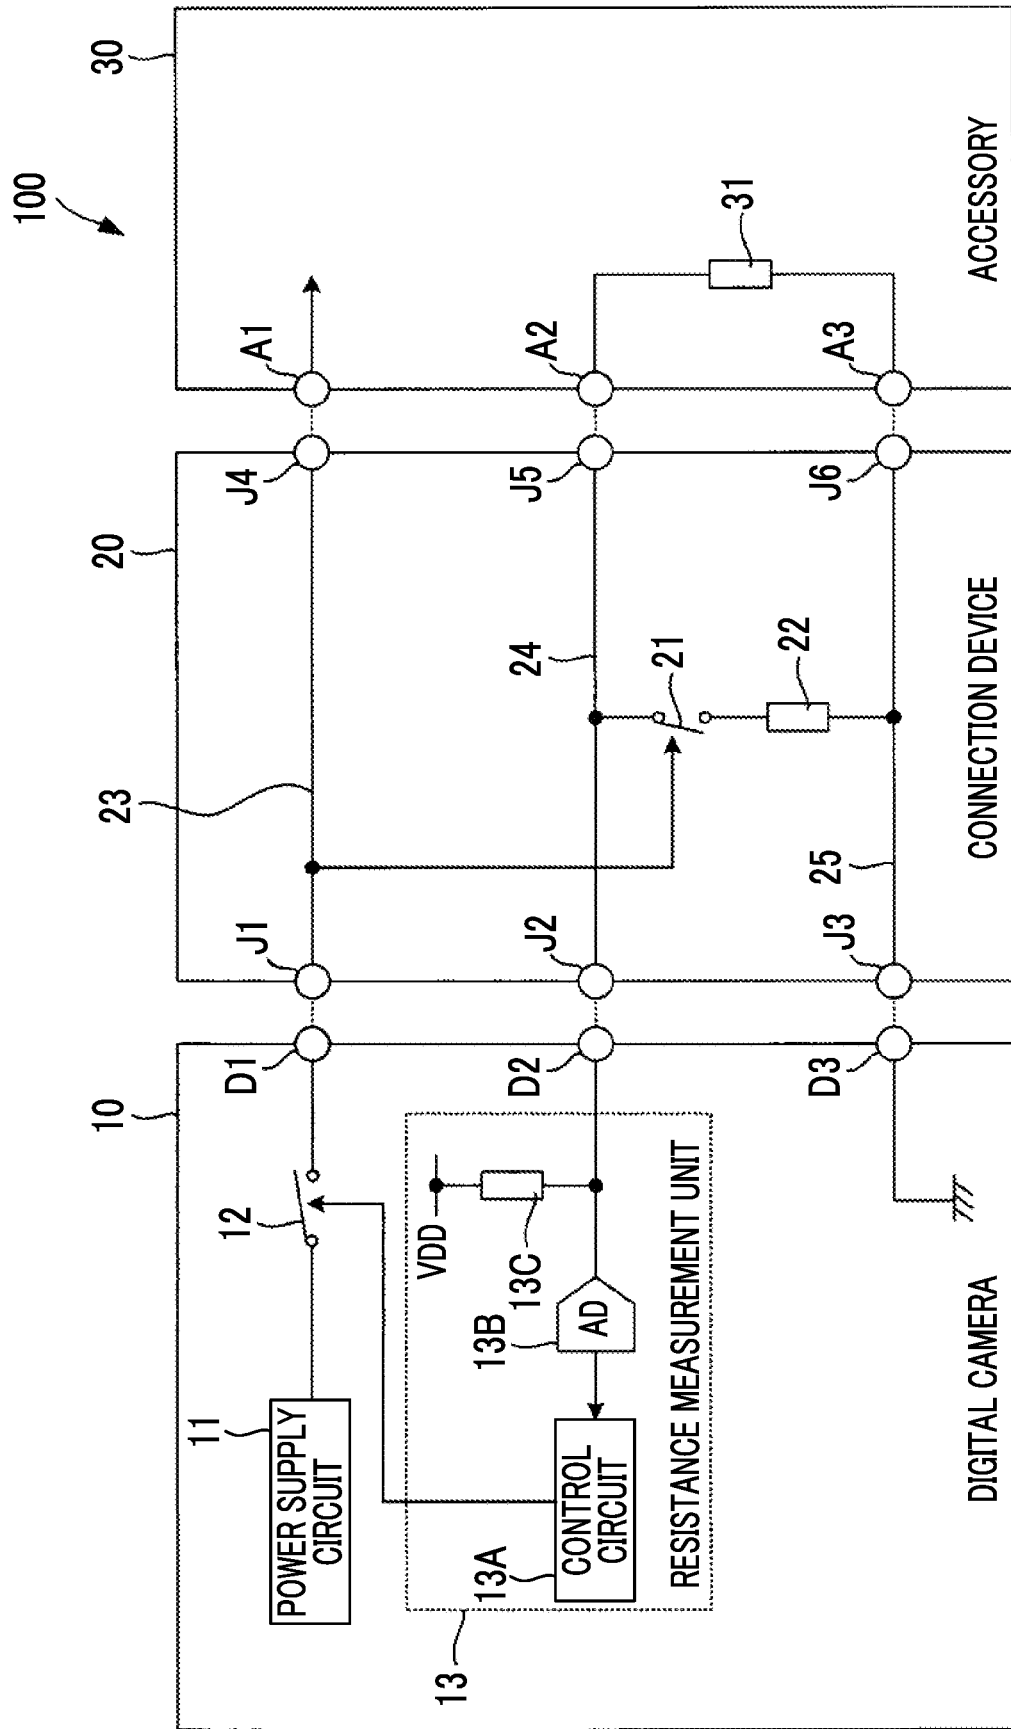 100
10
20
30
11
POWER SUPPLY
CIRCUIT
12
D1
J1
23
J4
A1
13
13A
CONTROL
CIRCUIT
13B
AD
VDD
13C
RESISTANCE MEASUREMENT UNIT
D2
J2
24
21
22
J5
A2
31
D3
J3
25
J6
A3
DIGITAL CAMERA
CONNECTION DEVICE
ACCESSORY